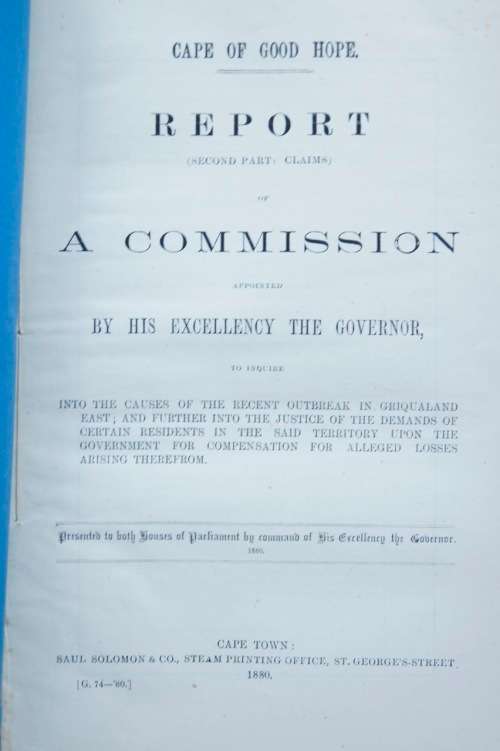 CAPE OF GOOD HOPE.
REPORT
(SECOND PART: CLAIMS)
OF
A COMMISSION
APPOINTED
BY HIS EXCELLENCY THE GOVERNOR,
TO INQUIRE
INTO THE CAUSES OF THE RECENT OUTBREAK IN GRIQUALAND
EAST; AND FURTHER INTO THE JUSTICE OF THE DEMANDS OF
CERTAIN RESIDENTS IN THE SAID TERRITORY UPON THE
GOVERNMENT FOR COMPENSATION FOR ALLEGED LOSSES
ARISING THEREFROM.
Presented to both Houses of Parliament by command of His Excellency the Governor.
1880.
CAPE TOWN:
SAUL SOLOMON & CO., STEAM PRINTING OFFICE, ST. GEORGE'S-STREET
1880.
[G. 74—'80.]